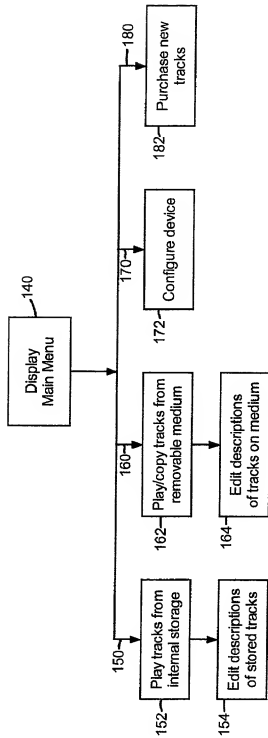 Display
Main Menu
140
150
160
170
180
Play tracks from
internal storage
152
Play/copy tracks from
removable medium
162
Configure device
172
Purchase new
tracks
182
Edit descriptions
of stored tracks
154
Edit descriptions
of tracks on medium
164